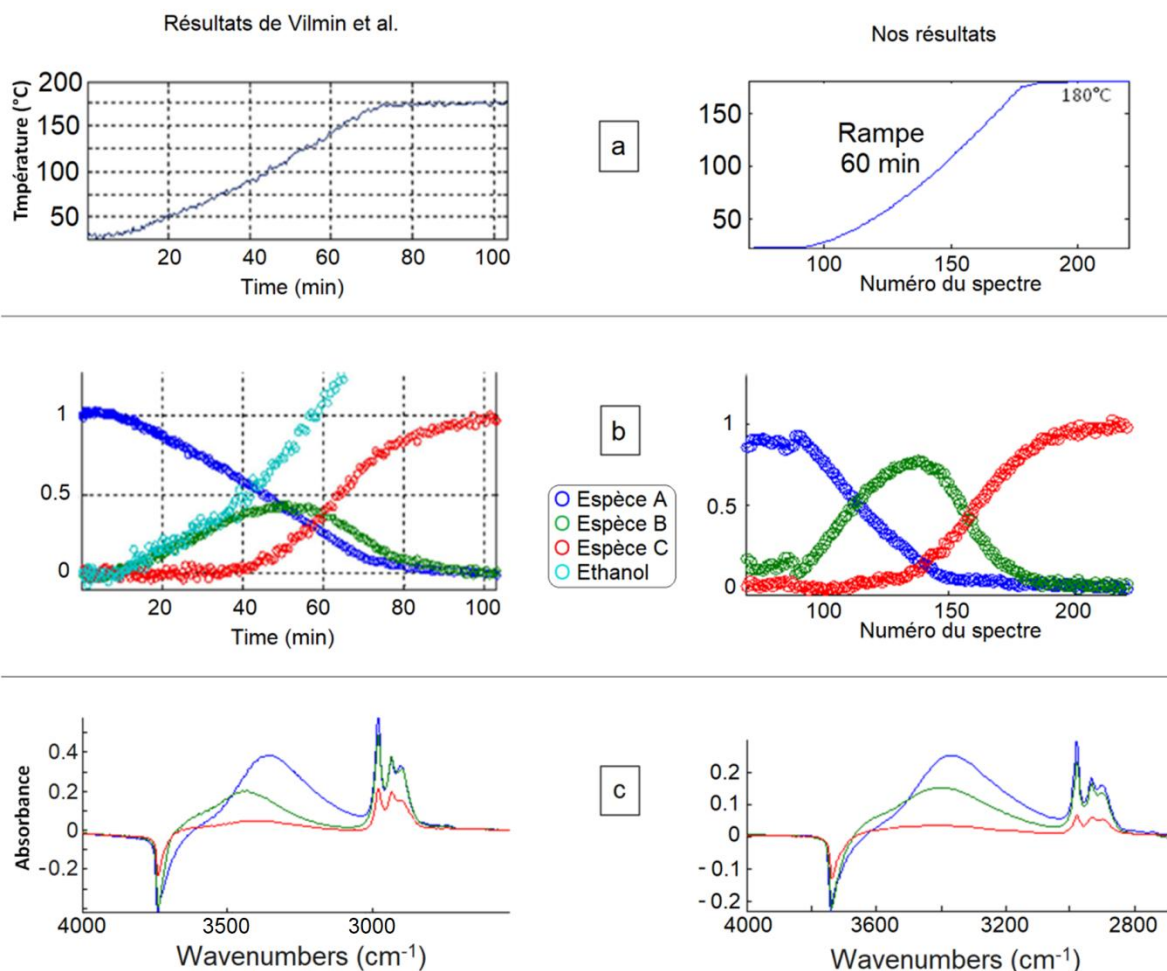 Résultats de Vilmin et al.
Nos résultats
Tmpérature (°C)
200
150
100
50
20 40 60 80 100
Time (min)
a
150
100
50
180°C
Rampe
60 min
100 150 200
Numéro du spectre
1
0.5
0
20 40 60 80 100
Time (min)
b
Espèce A
Espèce B
Espèce C
Ethanol
1
0.5
0
100 150 200
Numéro du spectre
Absorbance
0.4
0.2
0
-0.2
4000 3500 3000
Wavenumbers (cm-1)
c
0.2
0.1
0
-0.1
-0.2
4000 3600 3200 2800
Wavenumbers (cm-1)